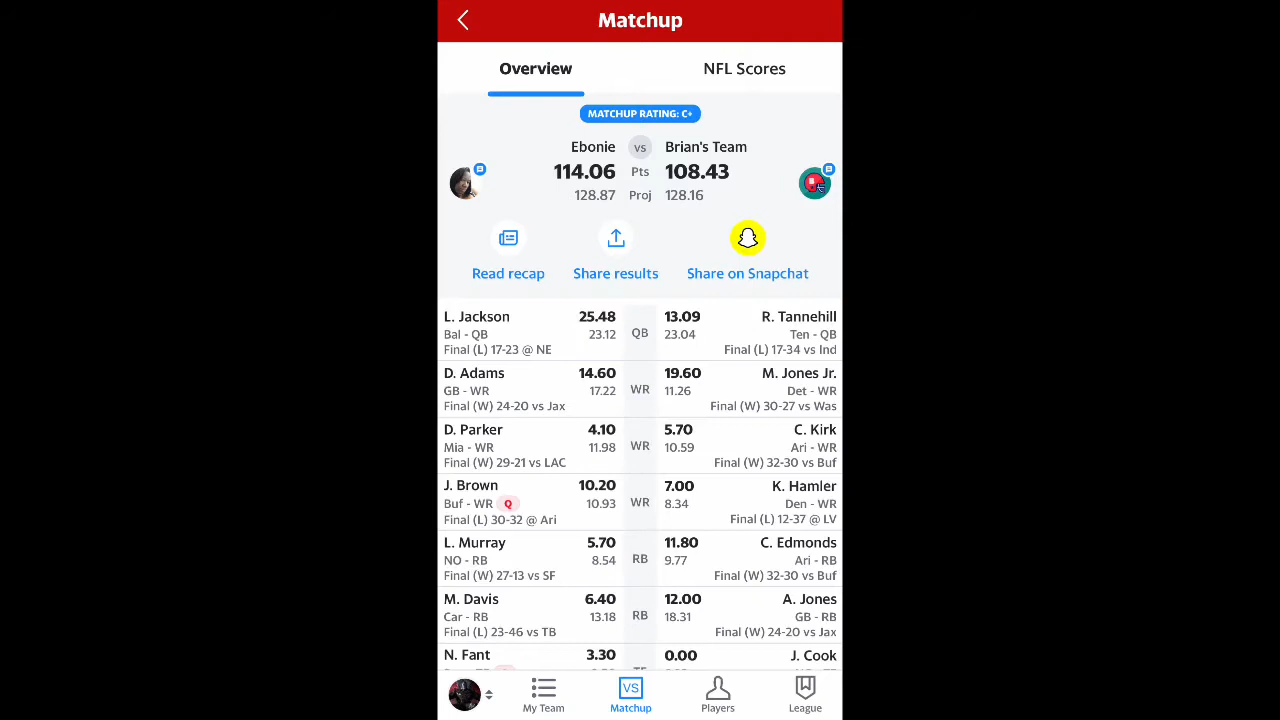 Matchup
Overview NFL Scores
MATCHUP RATING: C+
Ebonie vs Brian's Team
114.06 Pts 108.43
128.87 Proj 128.16
Read recap Share results Share on Snapchat
L. Jackson 25.48 QB 13.09 R. Tannehill
Bal - QB 23.12 23.04 Ten - QB
Final (L) 17-23 @ NE Final (L) 17-34 vs Ind
D. Adams 14.60 WR 19.60 M. Jones Jr.
GB - WR 17.22 11.26 Det - WR
Final (W) 24-20 vs Jax Final (W) 30-27 vs Was
D. Parker 4.10 WR 5.70 C. Kirk
Mia - WR 11.98 10.59 Ari - WR
Final (W) 29-21 vs LAC Final (W) 32-30 vs Buf
J. Brown 10.20 WR 7.00 K. Hamler
Buf - WR Q 10.93 8.34 Den - WR
Final (L) 30-32 @ Ari Final (L) 12-37 @ LV
L. Murray 5.70 RB 11.80 C. Edmonds
NO - RB 8.54 9.77 Ari - RB
Final (W) 27-13 vs SF Final (W) 32-30 vs Buf
M. Davis 6.40 RB 12.00 A. Jones
Car - RB 13.18 18.31 GB - RB
Final (L) 23-46 vs TB Final (W) 24-20 vs Jax
N. Fant 3.30 0.00 J. Cook
VS
My Team Matchup Players League